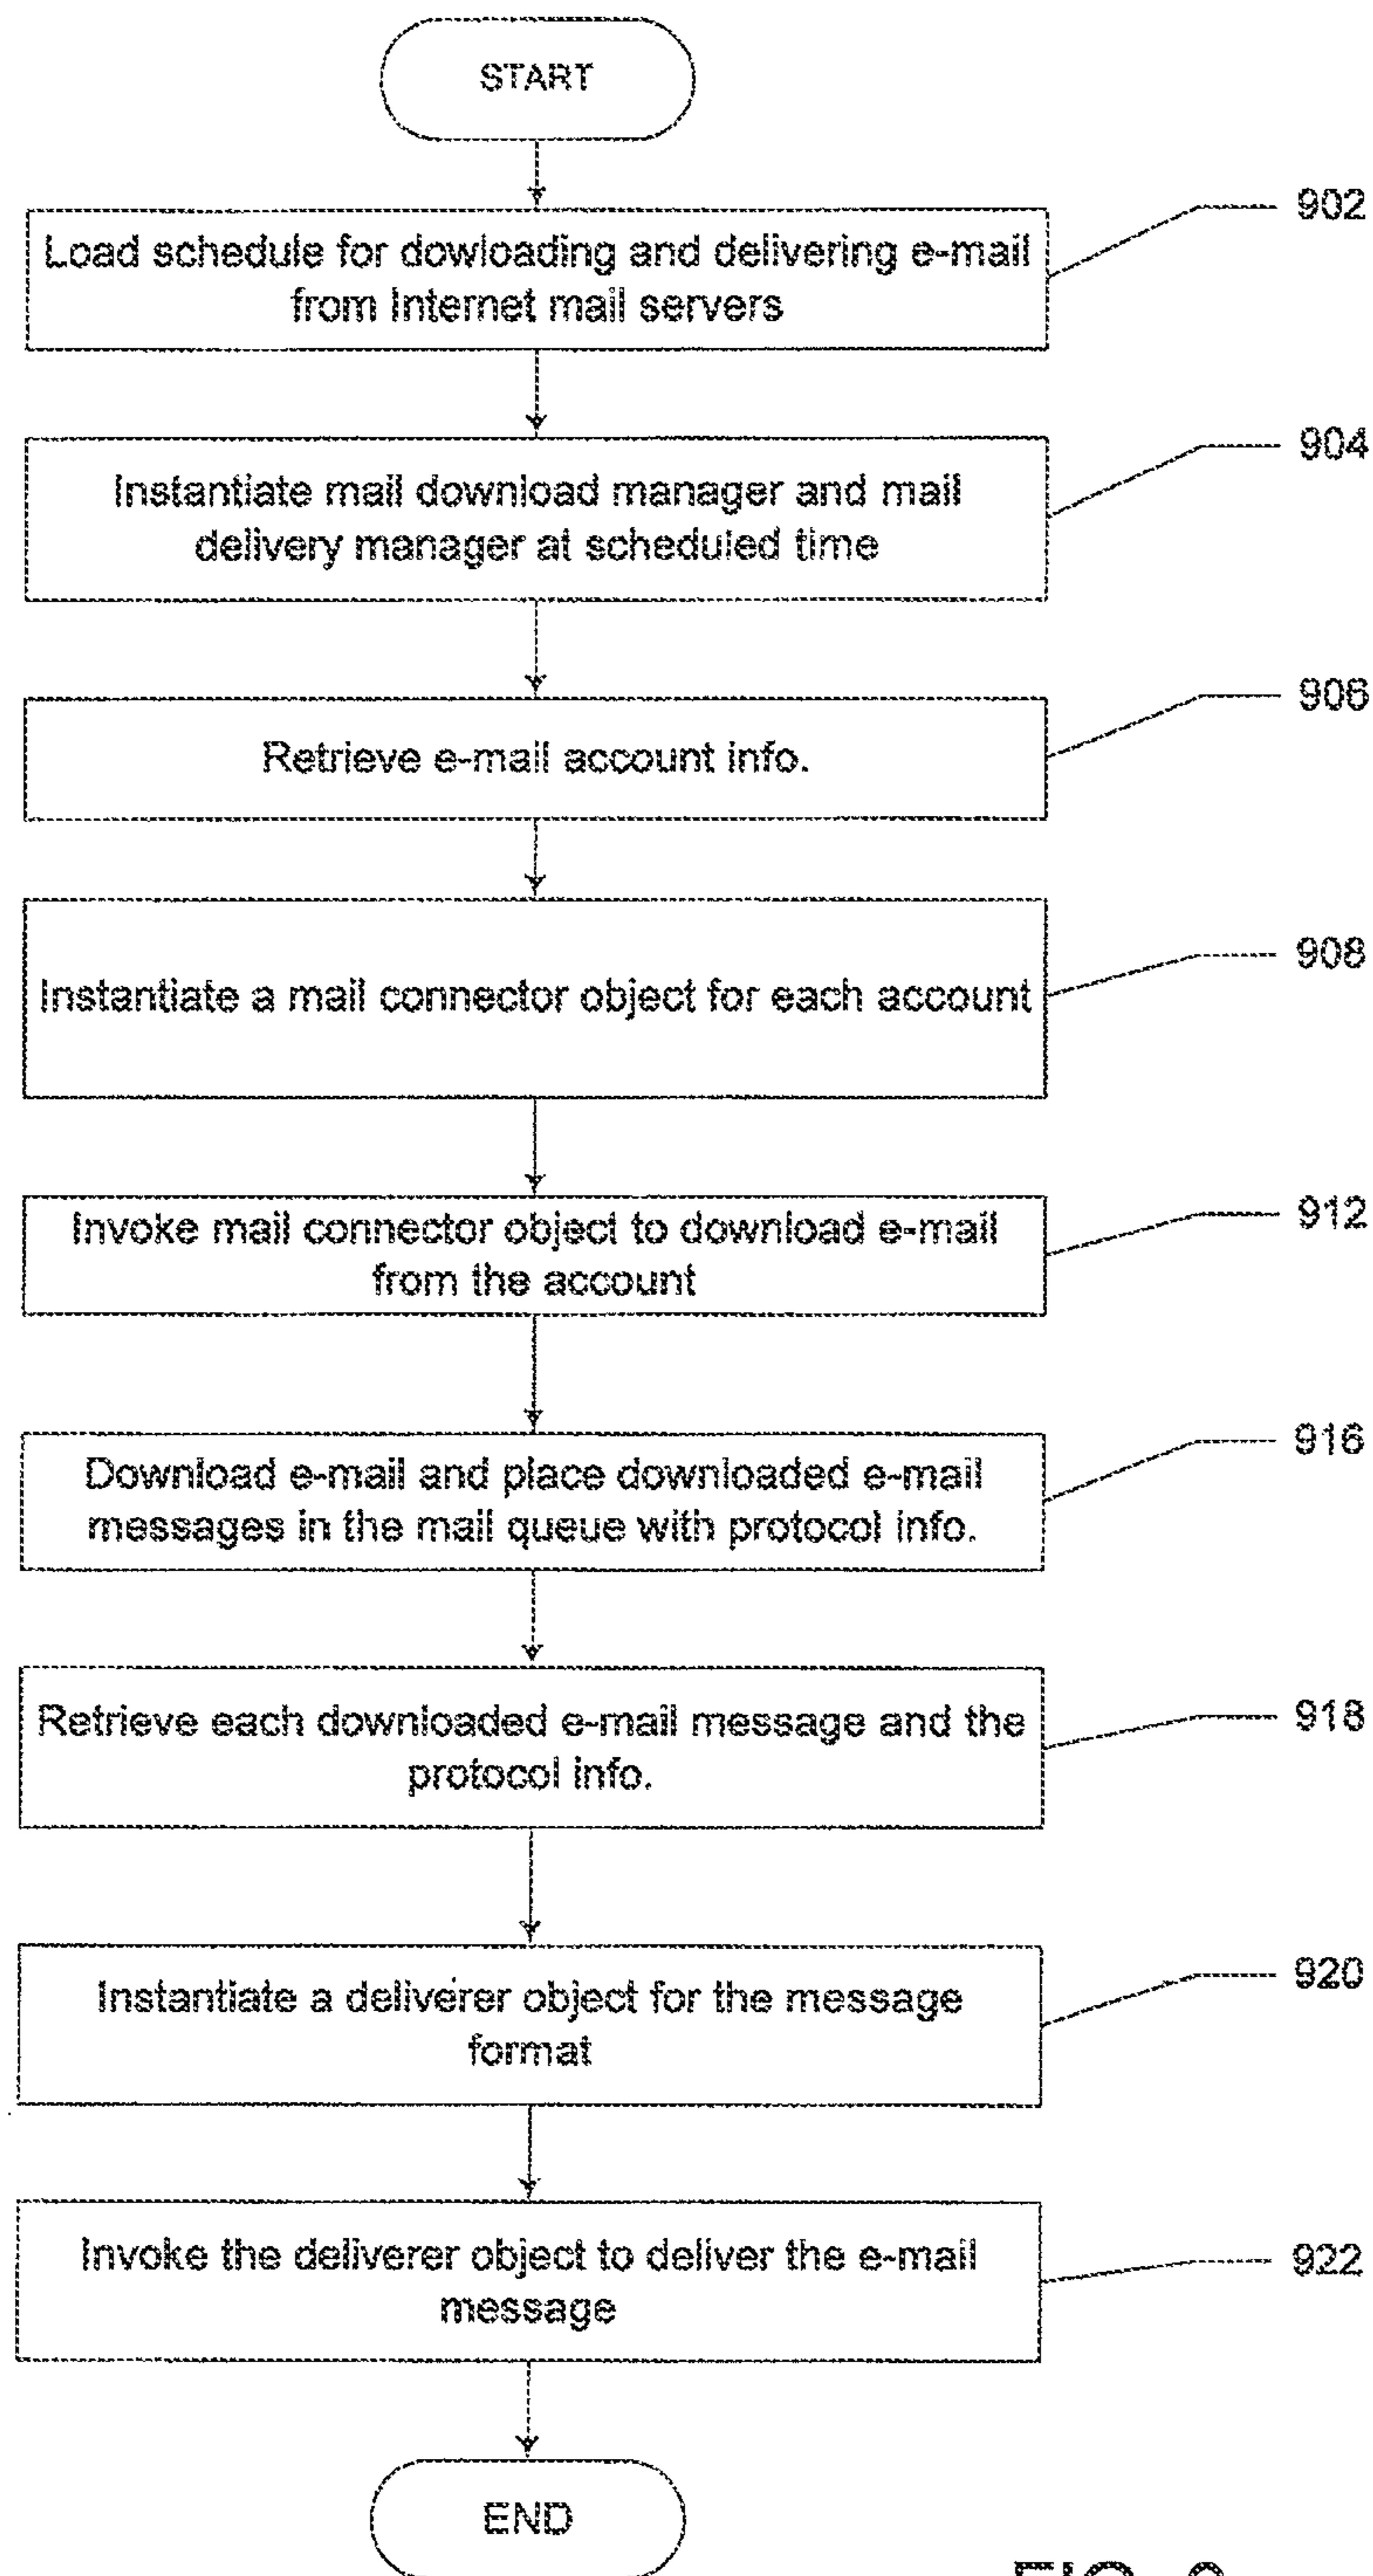 START
902
Load schedule for dowloading and delivering e-mail
from Internet mail servers
904
Instantiate mail download manager and mail
delivery manager at scheduled time
906
Retrieve e-mail account info.
908
Instantiate a mail connector object for each account
912
Invoke mail connector object to download e-mail
from the account
916
Download e-mail and place downloaded e-mail
messages in the mail queue with protocol info.
918
Retrieve each downloaded e-mail message and the
protocol info.
920
Instantiate a deliverer object for the message
format
922
Invoke the deliverer object to deliver the e-mail
message
END